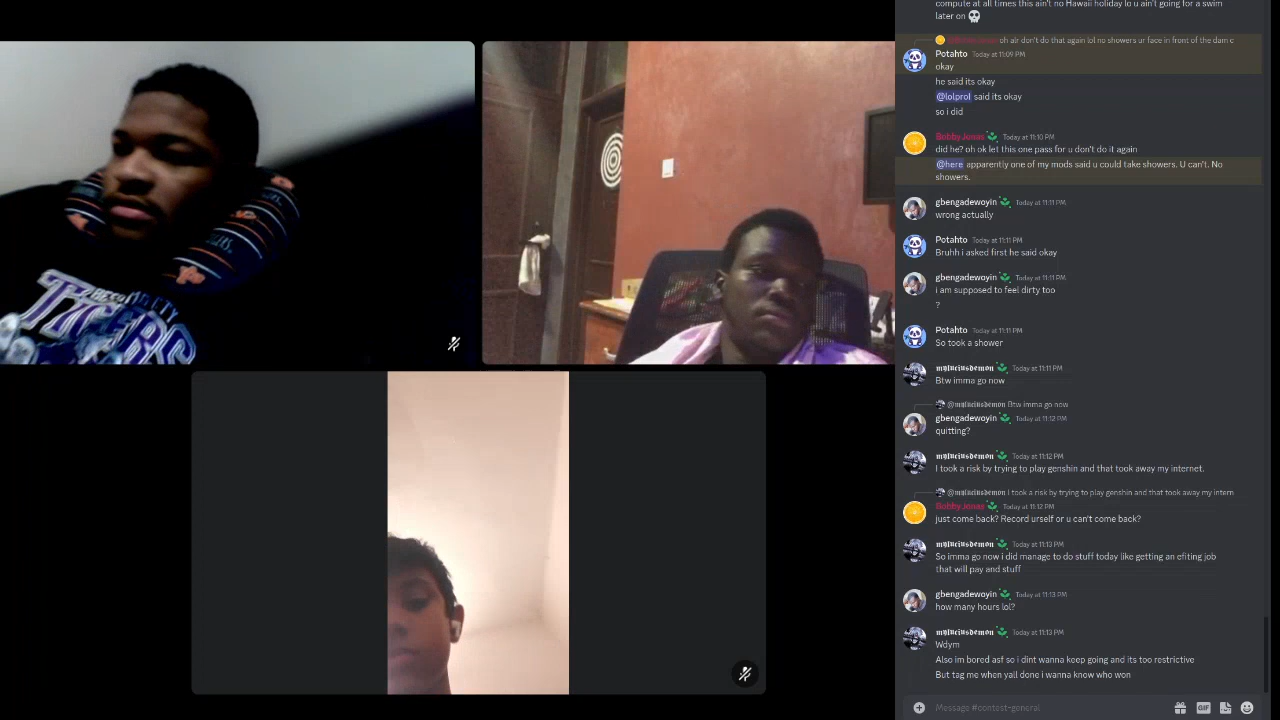 compute at all times this ain't no Hawaii holiday lo u ain't going for a swim
later on 💀
oh alr don't do that again lol no showers ur face in front of the dam c
Potahto Today at 11:09 PM
okay
he said its okay
@lolprol said its okay
so i did
BobbyJonas Today at 11:10 PM
did he? oh ok let this one pass for u don't do it again
@here apparently one of my mods said u could take showers. U can't. No
showers.
gbengadewoyin Today at 11:11 PM
wrong actually
Potahto Today at 11:11 PM
Bruhh i asked first he said okay
gbengadewoyin Today at 11:11 PM
i am supposed to feel dirty too
?
Potahto Today at 11:11 PM
So took a shower
𝖒𝖞𝖑𝖚𝖈𝖎𝖚𝖘𝖉𝖊𝖒𝖔𝖓 Today at 11:11 PM
Btw imma go now
@𝖒𝖞𝖑𝖚𝖈𝖎𝖚𝖘𝖉𝖊𝖒𝖔𝖓 Btw imma go now
gbengadewoyin Today at 11:12 PM
quitting?
𝖒𝖞𝖑𝖚𝖈𝖎𝖚𝖘𝖉𝖊𝖒𝖔𝖓 Today at 11:12 PM
I took a risk by trying to play genshin and that took away my internet.
@𝖒𝖞𝖑𝖚𝖈𝖎𝖚𝖘𝖉𝖊𝖒𝖔𝖓 I took a risk by trying to play genshin and that took away my intern
BobbyJonas Today at 11:12 PM
just come back? Record urself or u can't come back?
𝖒𝖞𝖑𝖚𝖈𝖎𝖚𝖘𝖉𝖊𝖒𝖔𝖓 Today at 11:13 PM
So imma go now i did manage to do stuff today like getting an efiting job
that will pay and stuff
gbengadewoyin Today at 11:13 PM
how many hours lol?
𝖒𝖞𝖑𝖚𝖈𝖎𝖚𝖘𝖉𝖊𝖒𝖔𝖓 Today at 11:13 PM
Wdym
Also im bored asf so i dint wanna keep going and its too restrictive
But tag me when yall done i wanna know who won
Message #contest-general
GIF
TIGERS